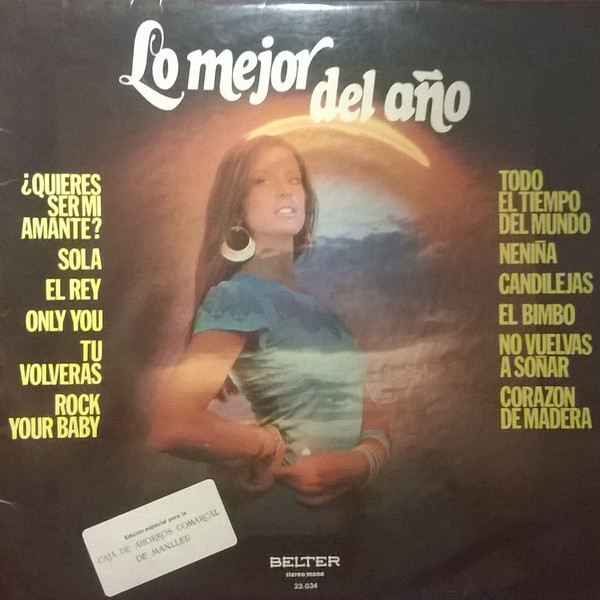 Lo mejor
del año
¿QUIERES
SER MI
AMANTE?
SOLA
EL REY
ONLY YOU
TU
VOLVERAS
ROCK
YOUR BABY
TODO
EL TIEMPO
DEL MUNDO
NENIÑA
CANDILEJAS
EL BIMBO
NO VUELVAS
A SOÑAR
CORAZON
DE MADERA
Edición especial para la
CAJA DE AHORROS COMARCAL
DE MANLLEU
BELTER
stereo/mono
23.034